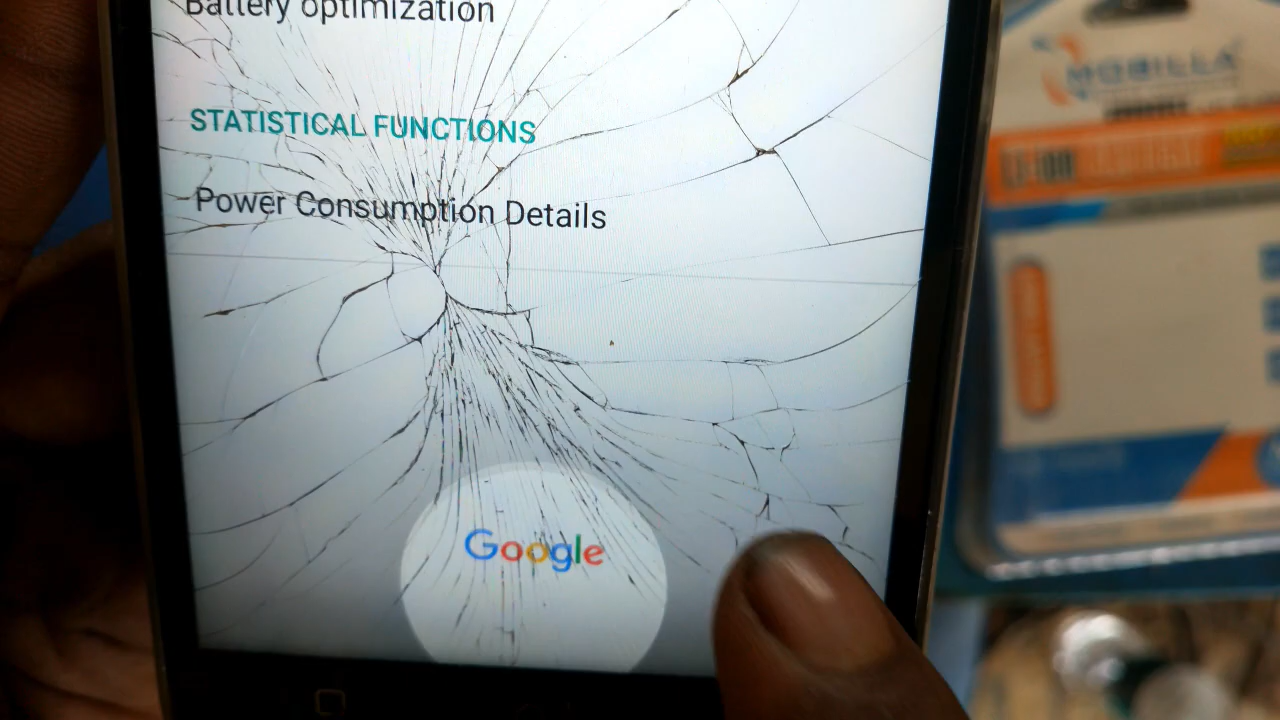 Battery optimization
STATISTICAL FUNCTIONS
Power Consumption Details
Google
MOBILLA